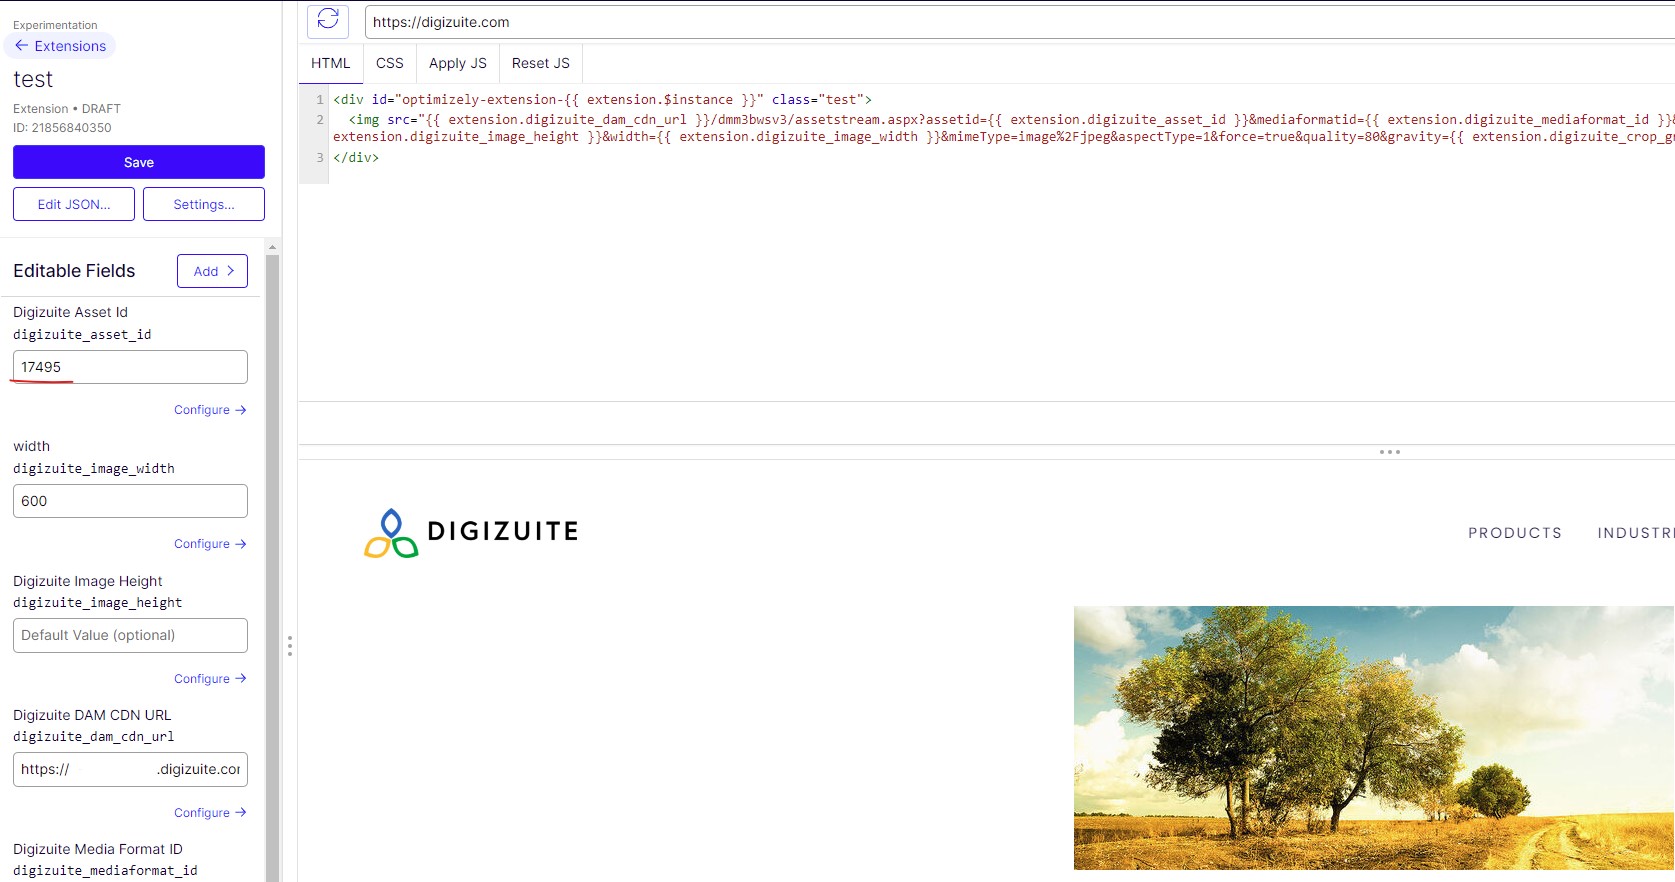 Experimentation
← Extensions
test
Extension • DRAFT
ID: 21856840350
Save
Edit JSON...
Settings...
Editable Fields
Add
Digizuite Asset Id
digizuite_asset_id
17495
Configure →
width
digizuite_image_width
600
Configure →
Digizuite Image Height
digizuite_image_height
Default Value (optional)
Configure →
Digizuite DAM CDN URL
digizuite_dam_cdn_url
https:// .digizuite.cor
Configure →
Digizuite Media Format ID
digizuite_mediaformat_id
https://digizuite.com
HTML CSS Apply JS Reset JS
1 <div id="optimizely-extension-{{ extension.$instance }}" class="test">
2 <img src="{{ extension.digizuite_dam_cdn_url }}/dmm3bwsv3/assetstream.aspx?assetid={{ extension.digizuite_asset_id }}&mediaformatid={{ extension.digizuite_mediaformat_id }}&
extension.digizuite_image_height }}&width={{ extension.digizuite_image_width }}&mimeType=image%2Fjpeg&aspectType=1&force=true&quality=80&gravity={{ extension.digizuite_crop_gr
3 </div>
DIGIZUITE
PRODUCTS INDUSTRI